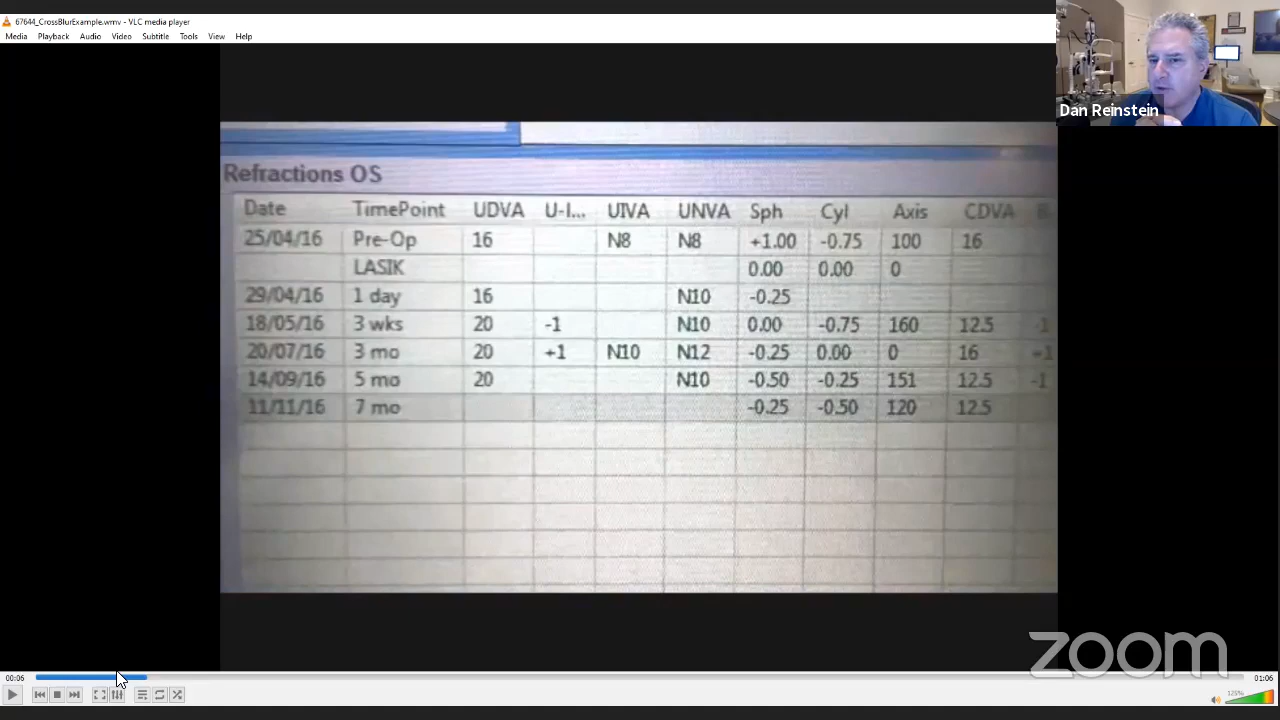 67644_CrossBlurExample.wmv - VLC media player
Media Playback Audio Video Subtitle Tools View Help
Dan Reinstein
Refractions OS
Date TimePoint UDVA U-I... UIVA UNVA Sph Cyl Axis CDVA
25/04/16 Pre-Op 16 N8 N8 +1.00 -0.75 100 16
LASIK 0.00 0.00 0
29/04/16 1 day 16 N10 -0.25
18/05/16 3 wks 20 -1 N10 0.00 -0.75 160 12.5 -1
20/07/16 3 mo 20 +1 N10 N12 -0.25 0.00 0 16 +1
14/09/16 5 mo 20 N10 -0.50 -0.25 151 12.5 -1
11/11/16 7 mo -0.25 -0.50 120 12.5
zoom
00:06 01:06
125%